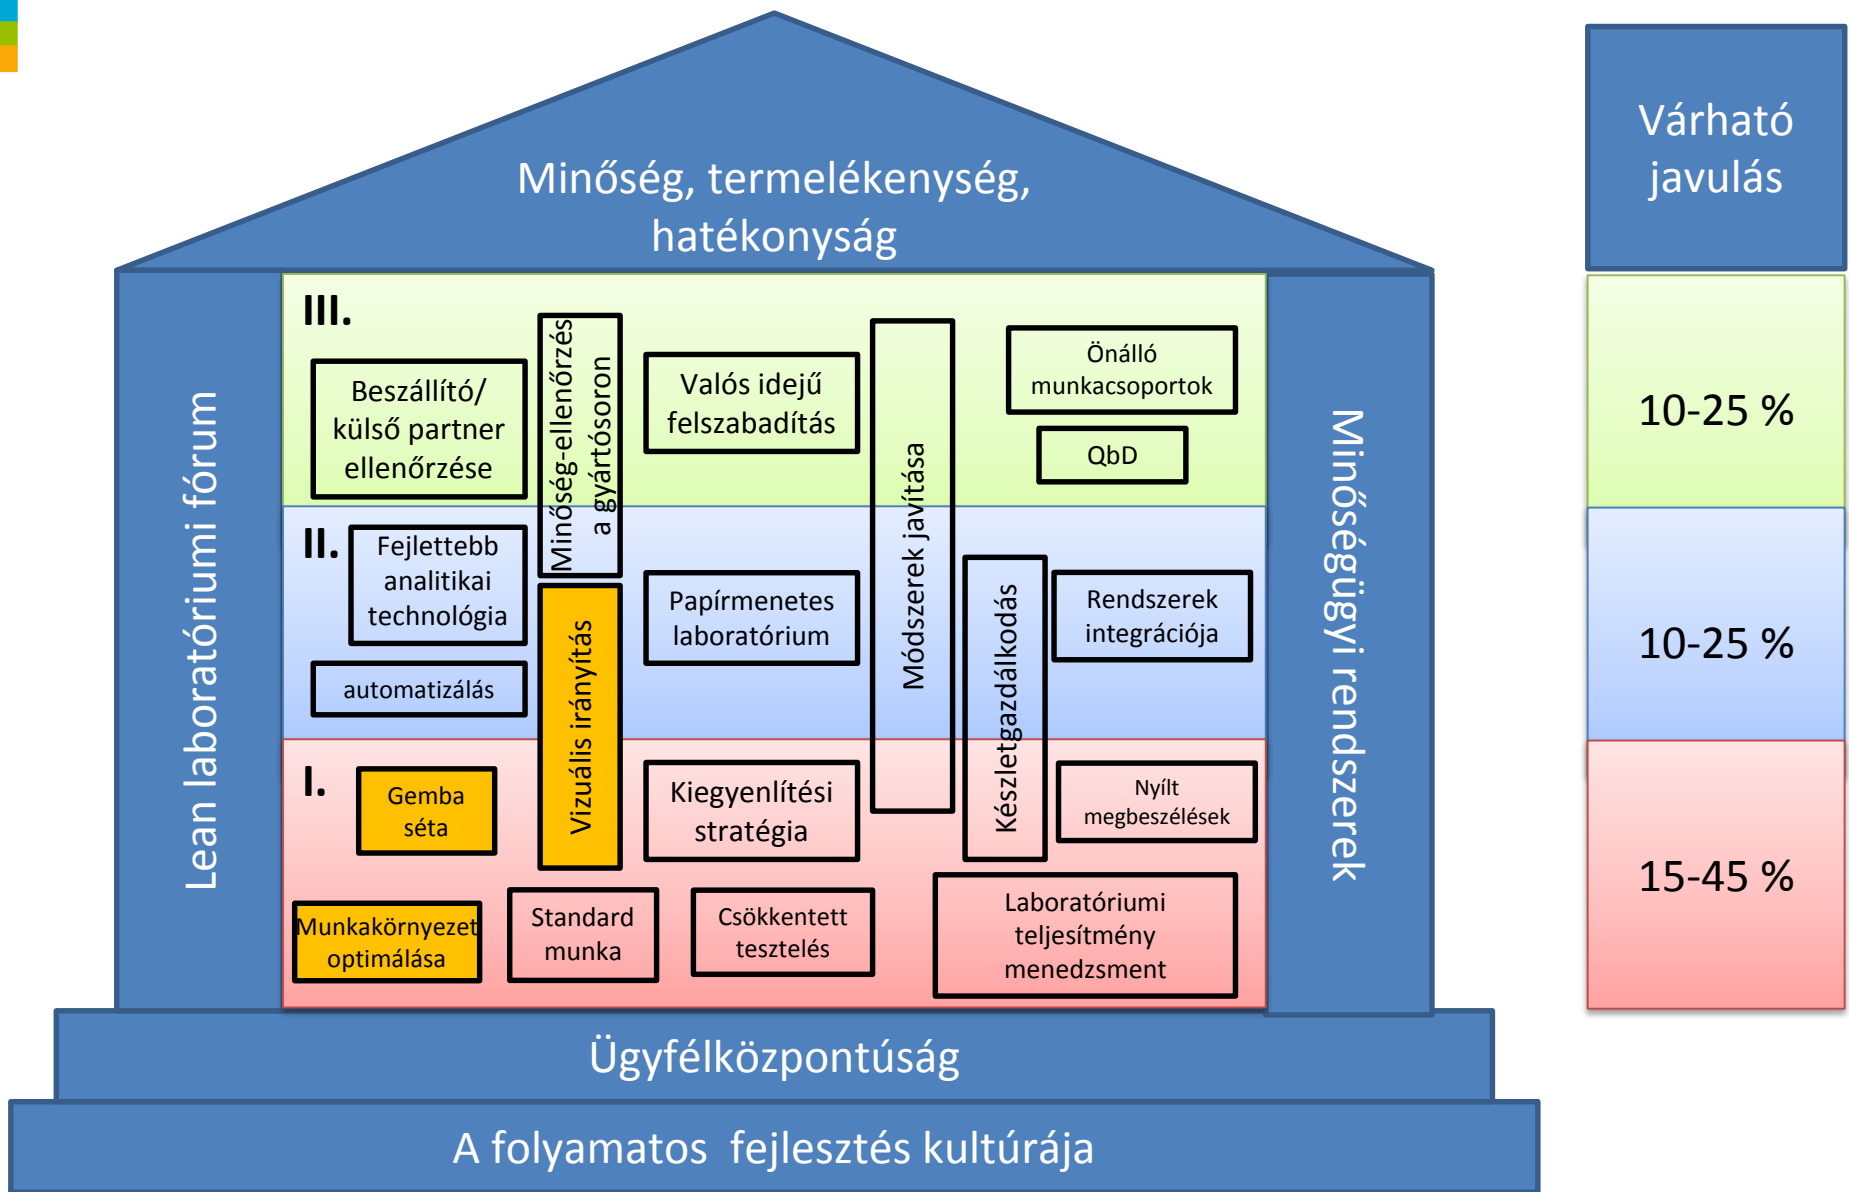 Minőség, termelékenység,
hatékonyság
Várható
javulás
Lean laboratóriumi fórum
III.
Beszállító/
külső partner
ellenőrzése
Minőség-ellenőrzés
a gyártósoron
Valós idejű
felszabadítás
Módszerek javítása
Önálló
munkacsoportok
QbD
10-25 %
II.
Fejlettebb
analitikai
technológia
automatizálás
Vizuális irányítás
Papírmenetes
laboratórium
Készletgazdálkodás
Rendszerek
integrációja
10-25 %
I.
Gemba
séta
Kiegyenlítési
stratégia
Nyílt
megbeszélések
Munkakörnyezet
optimálása
Standard
munka
Csökkentett
tesztelés
Laboratóriumi
teljesítmény
menedzsment
15-45 %
Minőségügyi rendszerek
Ügyfélközpontúság
A folyamatos  fejlesztés kultúrája